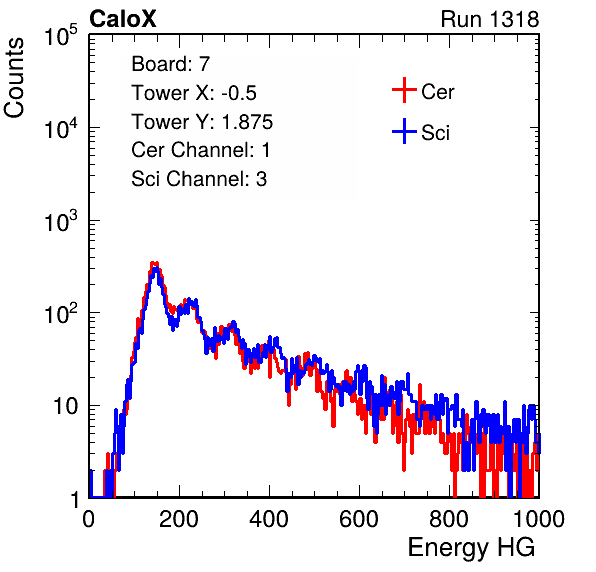 CaloX Run 1318
Counts
Board: 7
Tower X: -0.5
Tower Y: 1.875
Cer Channel: 1
Sci Channel: 3
Cer
Sci
10^5
10^4
10^3
10^2
10
1
0 200 400 600 800 1000
Energy HG